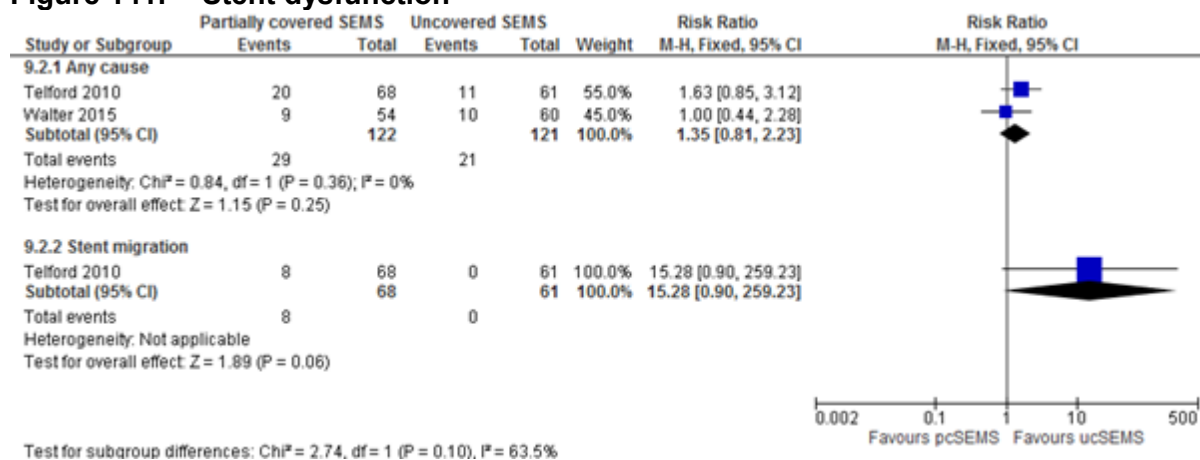 Partially covered SEMS Uncovered SEMS Risk Ratio Risk Ratio
Study or Subgroup Events Total Events Total Weight M-H, Fixed, 95% CI M-H, Fixed, 95% CI
9.2.1 Any cause
Telford 2010 20 68 11 61 55.0% 1.63 [0.85, 3.12]
Walter 2015 9 54 10 60 45.0% 1.00 [0.44, 2.28]
Subtotal (95% CI) 122 121 100.0% 1.35 [0.81, 2.23]
Total events 29 21
Heterogeneity: Chi² = 0.84, df = 1 (P = 0.36); I² = 0%
Test for overall effect: Z = 1.15 (P = 0.25)
9.2.2 Stent migration
Telford 2010 8 68 0 61 100.0% 15.28 [0.90, 259.23]
Subtotal (95% CI) 68 61 100.0% 15.28 [0.90, 259.23]
Total events 8 0
Heterogeneity: Not applicable
Test for overall effect: Z = 1.89 (P = 0.06)
0.002 0.1 1 10 500
Favours pcSEMS Favours ucSEMS
Test for subgroup differences: Chi² = 2.74, df = 1 (P = 0.10), I² = 63.5%